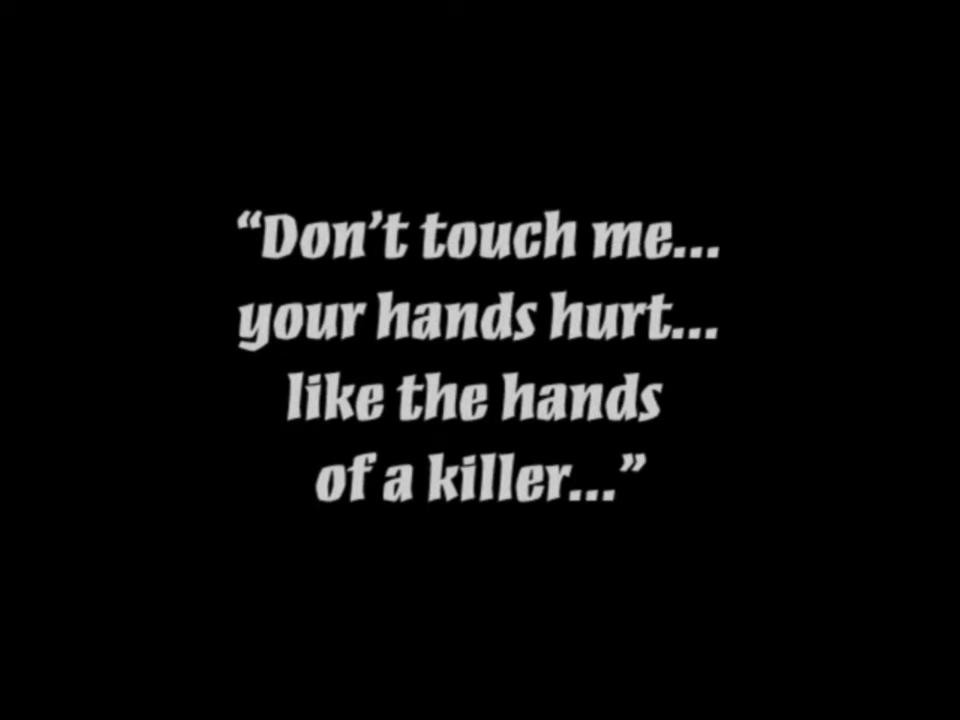 “Don’t touch me...
your hands hurt...
like the hands
of a killer...”